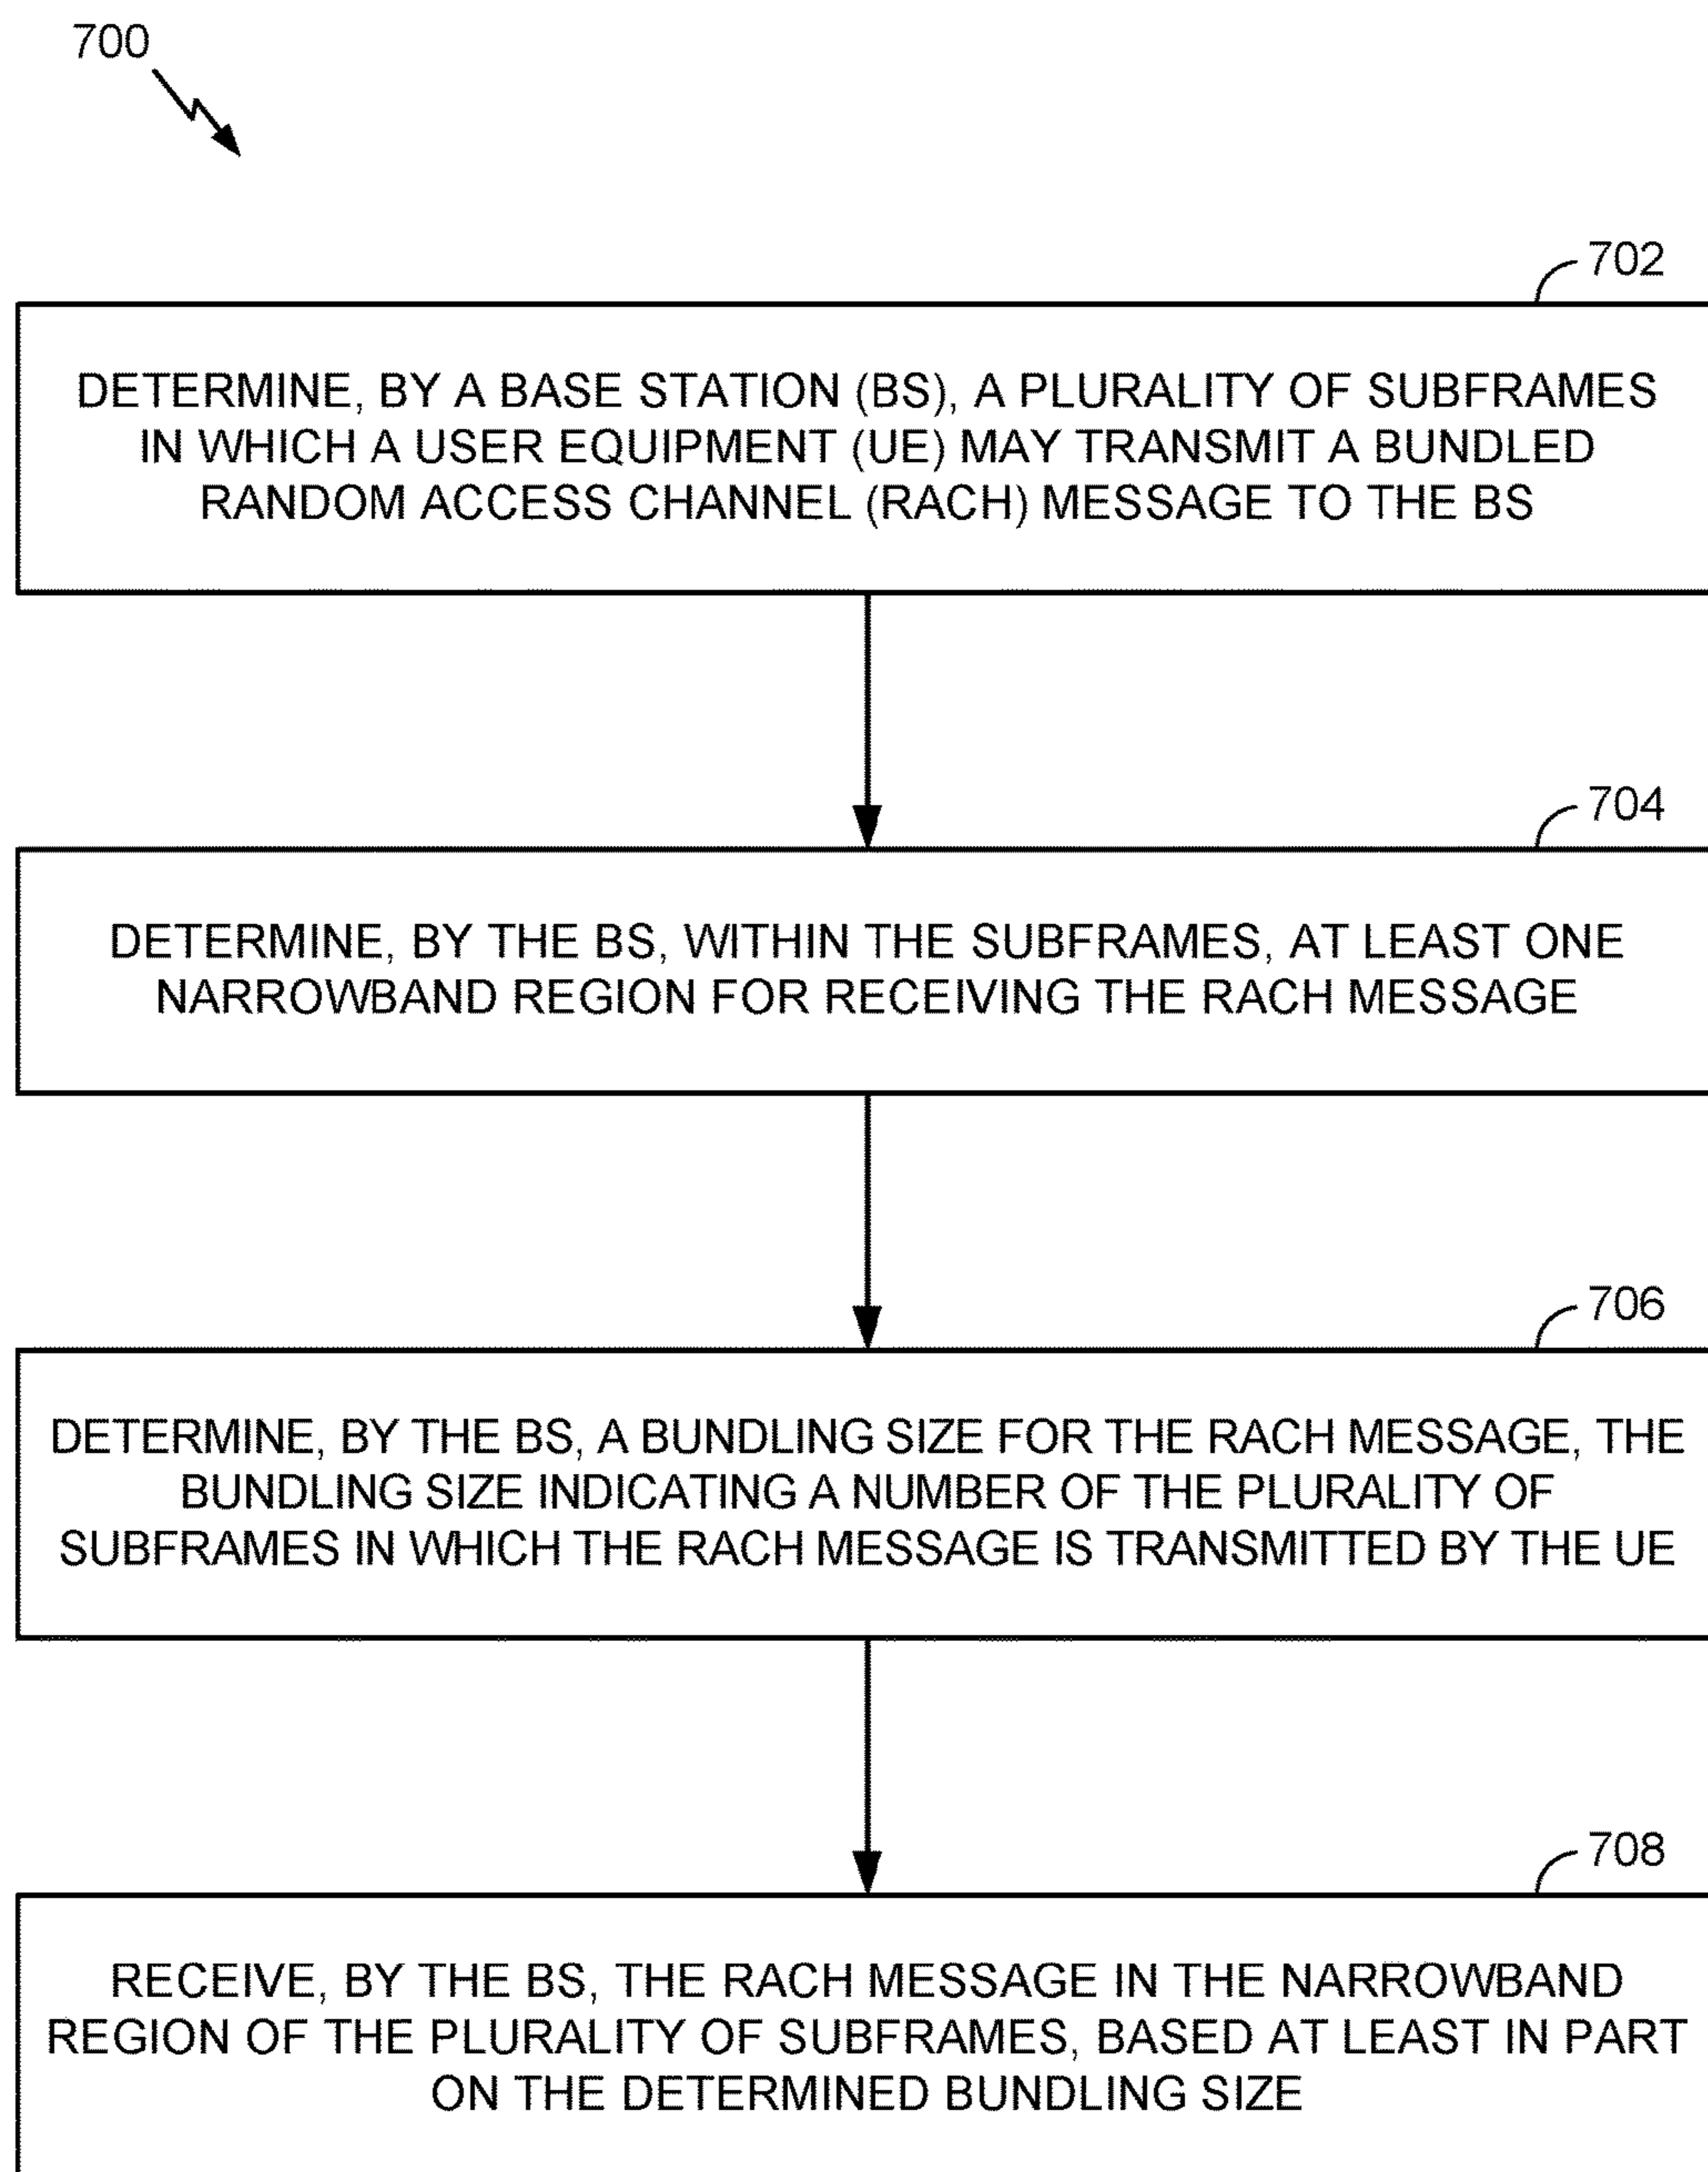 700
702
DETERMINE, BY A BASE STATION (BS), A PLURALITY OF SUBFRAMES
IN WHICH A USER EQUIPMENT (UE) MAY TRANSMIT A BUNDLED
RANDOM ACCESS CHANNEL (RACH) MESSAGE TO THE BS
704
DETERMINE, BY THE BS, WITHIN THE SUBFRAMES, AT LEAST ONE
NARROWBAND REGION FOR RECEIVING THE RACH MESSAGE
706
DETERMINE, BY THE BS, A BUNDLING SIZE FOR THE RACH MESSAGE, THE
BUNDLING SIZE INDICATING A NUMBER OF THE PLURALITY OF
SUBFRAMES IN WHICH THE RACH MESSAGE IS TRANSMITTED BY THE UE
708
RECEIVE, BY THE BS, THE RACH MESSAGE IN THE NARROWBAND
REGION OF THE PLURALITY OF SUBFRAMES, BASED AT LEAST IN PART
ON THE DETERMINED BUNDLING SIZE